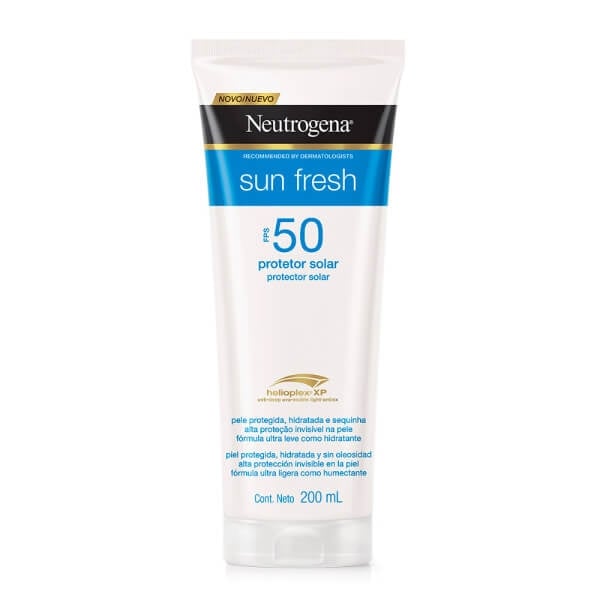 NOVO/NUEVO
Neutrogena®
RECOMMENDED BY DERMATOLOGISTS
sun fresh
FPS 50
protetor solar
protector solar
helioplex® XP
pele protegida, hidratada e sequinha
alta proteção invisível na pele
fórmula ultra leve como hidratante
piel protegida, hidratada y sin oleosidad
alta protección invisible en la piel
fórmula ultra ligera como humectante
Cont. Neto 200 mL